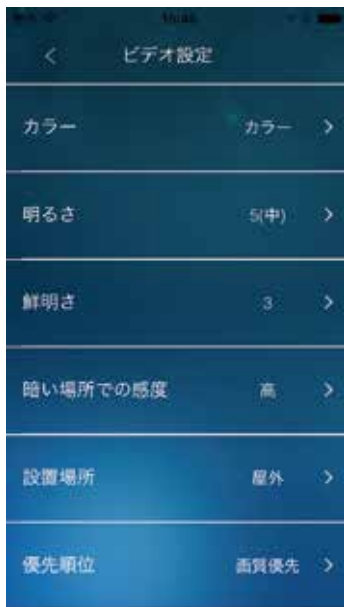 ビデオ設定
カラー カラー
明るさ 5(中)
鮮明さ 3
暗い場所での感度 高
設置場所 屋外
優先順位 画質優先